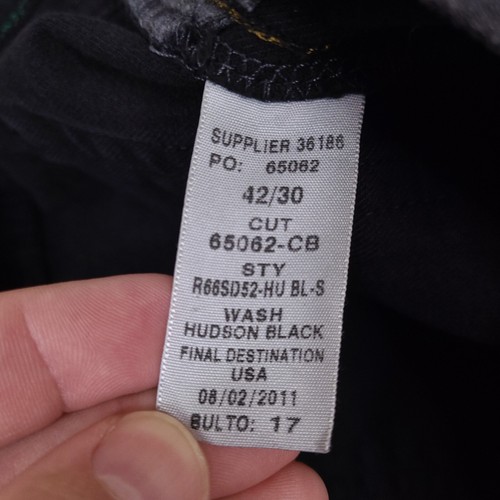 SUPPLIER 36186
PO: 65062
42/30
CUT
65062-CB
STY
R66SD52-HU BL-S
WASH
HUDSON BLACK
FINAL DESTINATION
USA
08/02/2011
BULTO: 17